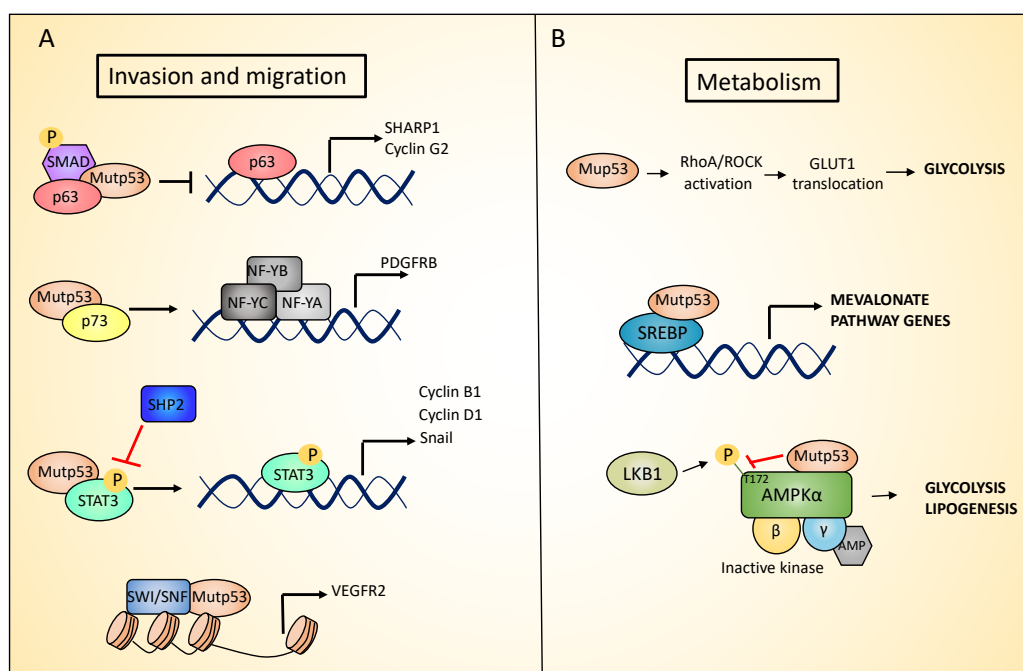 A
Invasion and migration
P
SMAD
Mutp53
p63
p63
SHARP1
Cyclin G2
Mutp53
p73
NF-YB
NF-YC
NF-YA
PDGFRB
SHP2
Mutp53
P
STAT3
P
STAT3
Cyclin B1
Cyclin D1
Snail
SWI/SNF
Mutp53
VEGFR2
B
Metabolism
Mup53
RhoA/ROCK
activation
GLUT1
translocation
GLYCOLYSIS
Mutp53
SREBP
MEVALONATE
PATHWAY GENES
LKB1
P
T172
Mutp53
AMPKα
β
γ
AMP
Inactive kinase
GLYCOLYSIS
LIPOGENESIS